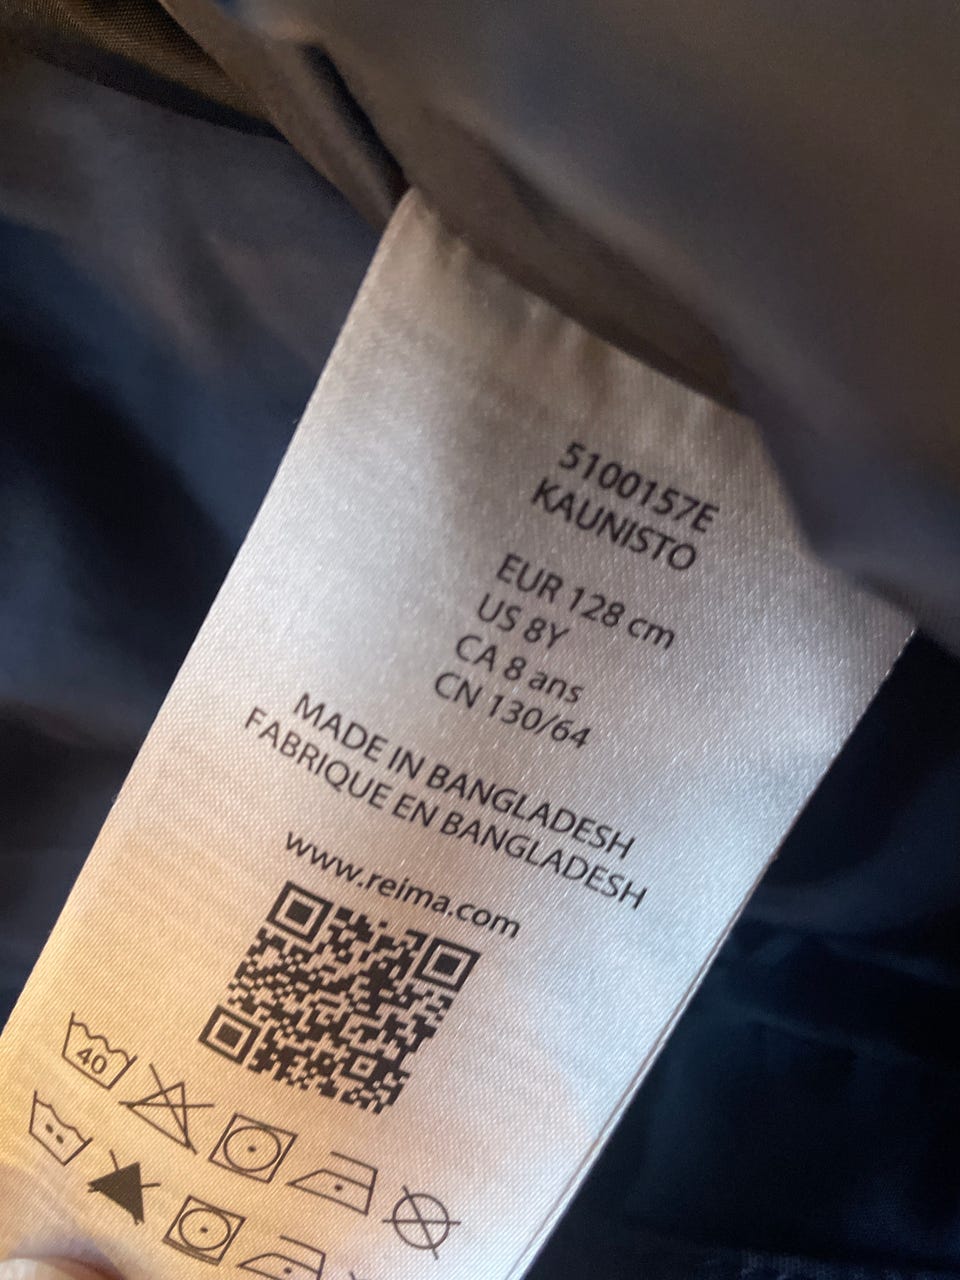 5100157E
KAUNISTO
EUR 128 cm
US 8Y
CA 8 ans
CN 130/64
MADE IN BANGLADESH
FABRIQUE EN BANGLADESH
www.reima.com
40